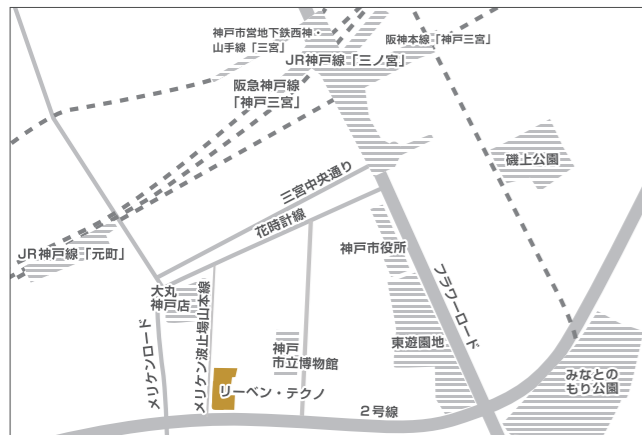 神戸市営地下鉄西神・
山手線「三宮」
阪神本線「神戸三宮」
JR神戸線「三ノ宮」
阪急神戸線
「神戸三宮」
磯上公園
三宮中央通り
花時計線
JR神戸線「元町」
神戸市役所
大丸
神戸店
メリケンロード
メリケン波止場山本線
フラワーロード
神戸
市立博物館
東遊園地
みなとの
もり公園
リーベン・テクノ
2号線